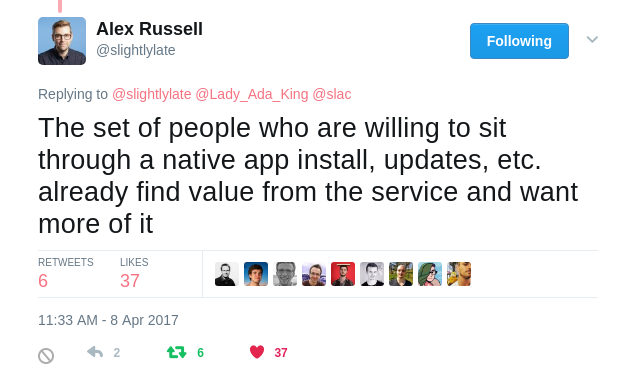 Alex Russell
@slightlylate
Following
Replying to @slightlylate @Lady_Ada_King @slac
The set of people who are willing to sit
through a native app install, updates, etc.
already find value from the service and want
more of it
RETWEETS LIKES
6 37
11:33 AM - 8 Apr 2017
2 6 37